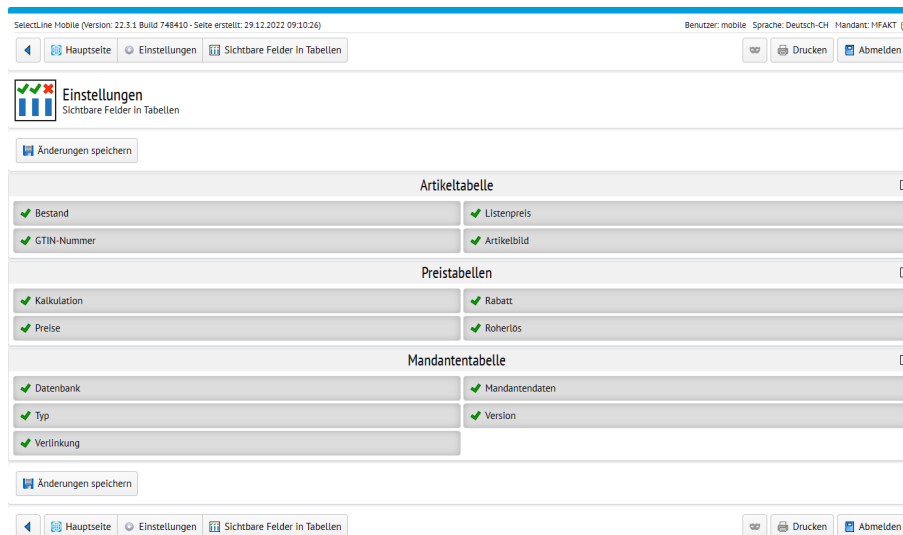 SelectLine Mobile (Version: 22.3.1 Build 748410 - Seite erstellt: 29.12.2022 09:10:26) Benutzer: mobile Sprache: Deutsch-CH Mandant: MFAKT
Hauptseite Einstellungen Sichtbare Felder in Tabellen Drucken Abmelden
Einstellungen
Sichtbare Felder in Tabellen
Änderungen speichern
Artikeltabelle
Bestand Listenpreis
GTIN-Nummer Artikelbild
Preistabellen
Kalkulation Rabatt
Preise Roherlös
Mandantentabelle
Datenbank Mandantendaten
Typ Version
Verlinkung
Änderungen speichern
Hauptseite Einstellungen Sichtbare Felder in Tabellen Drucken Abmelden